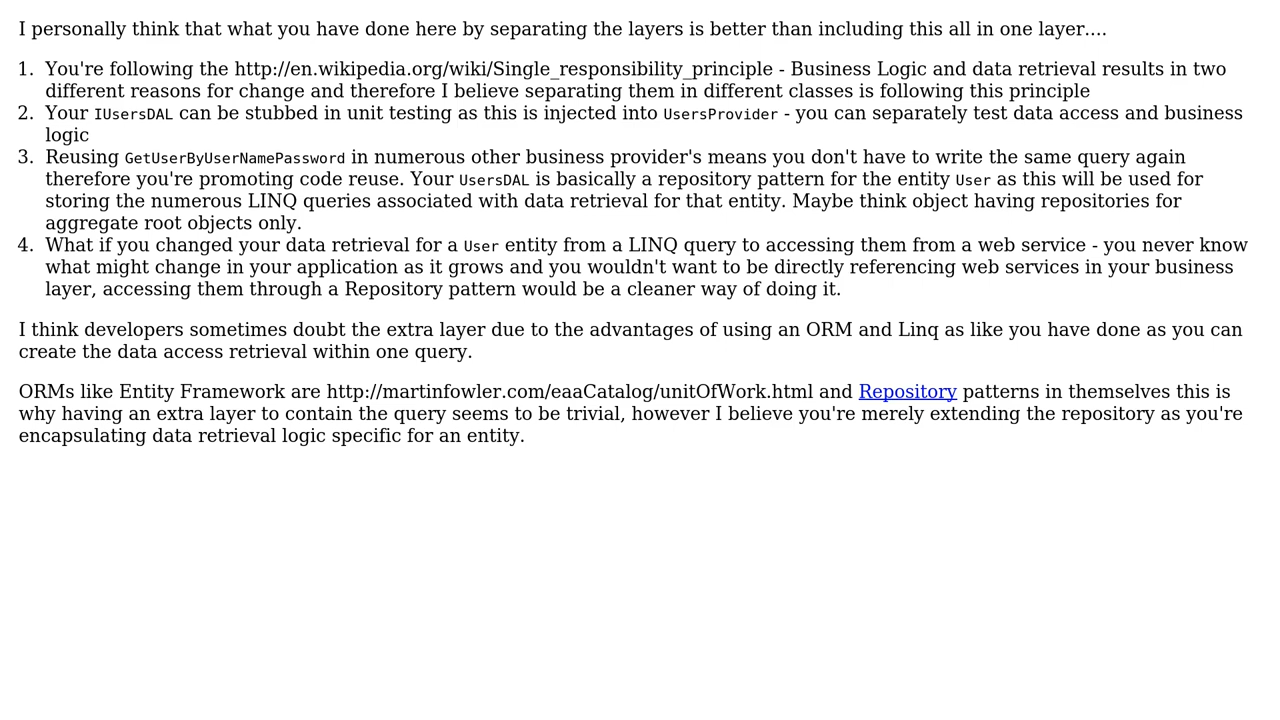 I personally think that what you have done here by separating the layers is better than including this all in one layer....
1. You're following the http://en.wikipedia.org/wiki/Single_responsibility_principle - Business Logic and data retrieval results in two
different reasons for change and therefore I believe separating them in different classes is following this principle
2. Your IUsersDAL can be stubbed in unit testing as this is injected into UsersProvider - you can separately test data access and business
logic
3. Reusing GetUserByUserNamePassword in numerous other business provider's means you don't have to write the same query again
therefore you're promoting code reuse. Your UsersDAL is basically a repository pattern for the entity User as this will be used for
storing the numerous LINQ queries associated with data retrieval for that entity. Maybe think object having repositories for
aggregate root objects only.
4. What if you changed your data retrieval for a User entity from a LINQ query to accessing them from a web service - you never know
what might change in your application as it grows and you wouldn't want to be directly referencing web services in your business
layer, accessing them through a Repository pattern would be a cleaner way of doing it.
I think developers sometimes doubt the extra layer due to the advantages of using an ORM and Linq as like you have done as you can
create the data access retrieval within one query.
ORMs like Entity Framework are http://martinfowler.com/eaaCatalog/unitOfWork.html and Repository patterns in themselves this is
why having an extra layer to contain the query seems to be trivial, however I believe you're merely extending the repository as you're
encapsulating data retrieval logic specific for an entity.